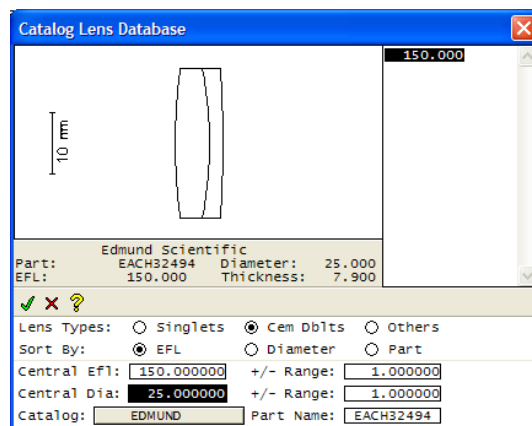 Catalog Lens Database
150.000
10 mm
Edmund Scientific
Part: EACH32494 Diameter: 25.000
EFL: 150.000 Thickness: 7.900
Lens Types: Singlets Cem Dblts Others
Sort By: EFL Diameter Part
Central Efl: 150.000000 +/- Range: 1.000000
Central Dia: 25.000000 +/- Range: 1.000000
Catalog: EDMUND Part Name: EACH32494